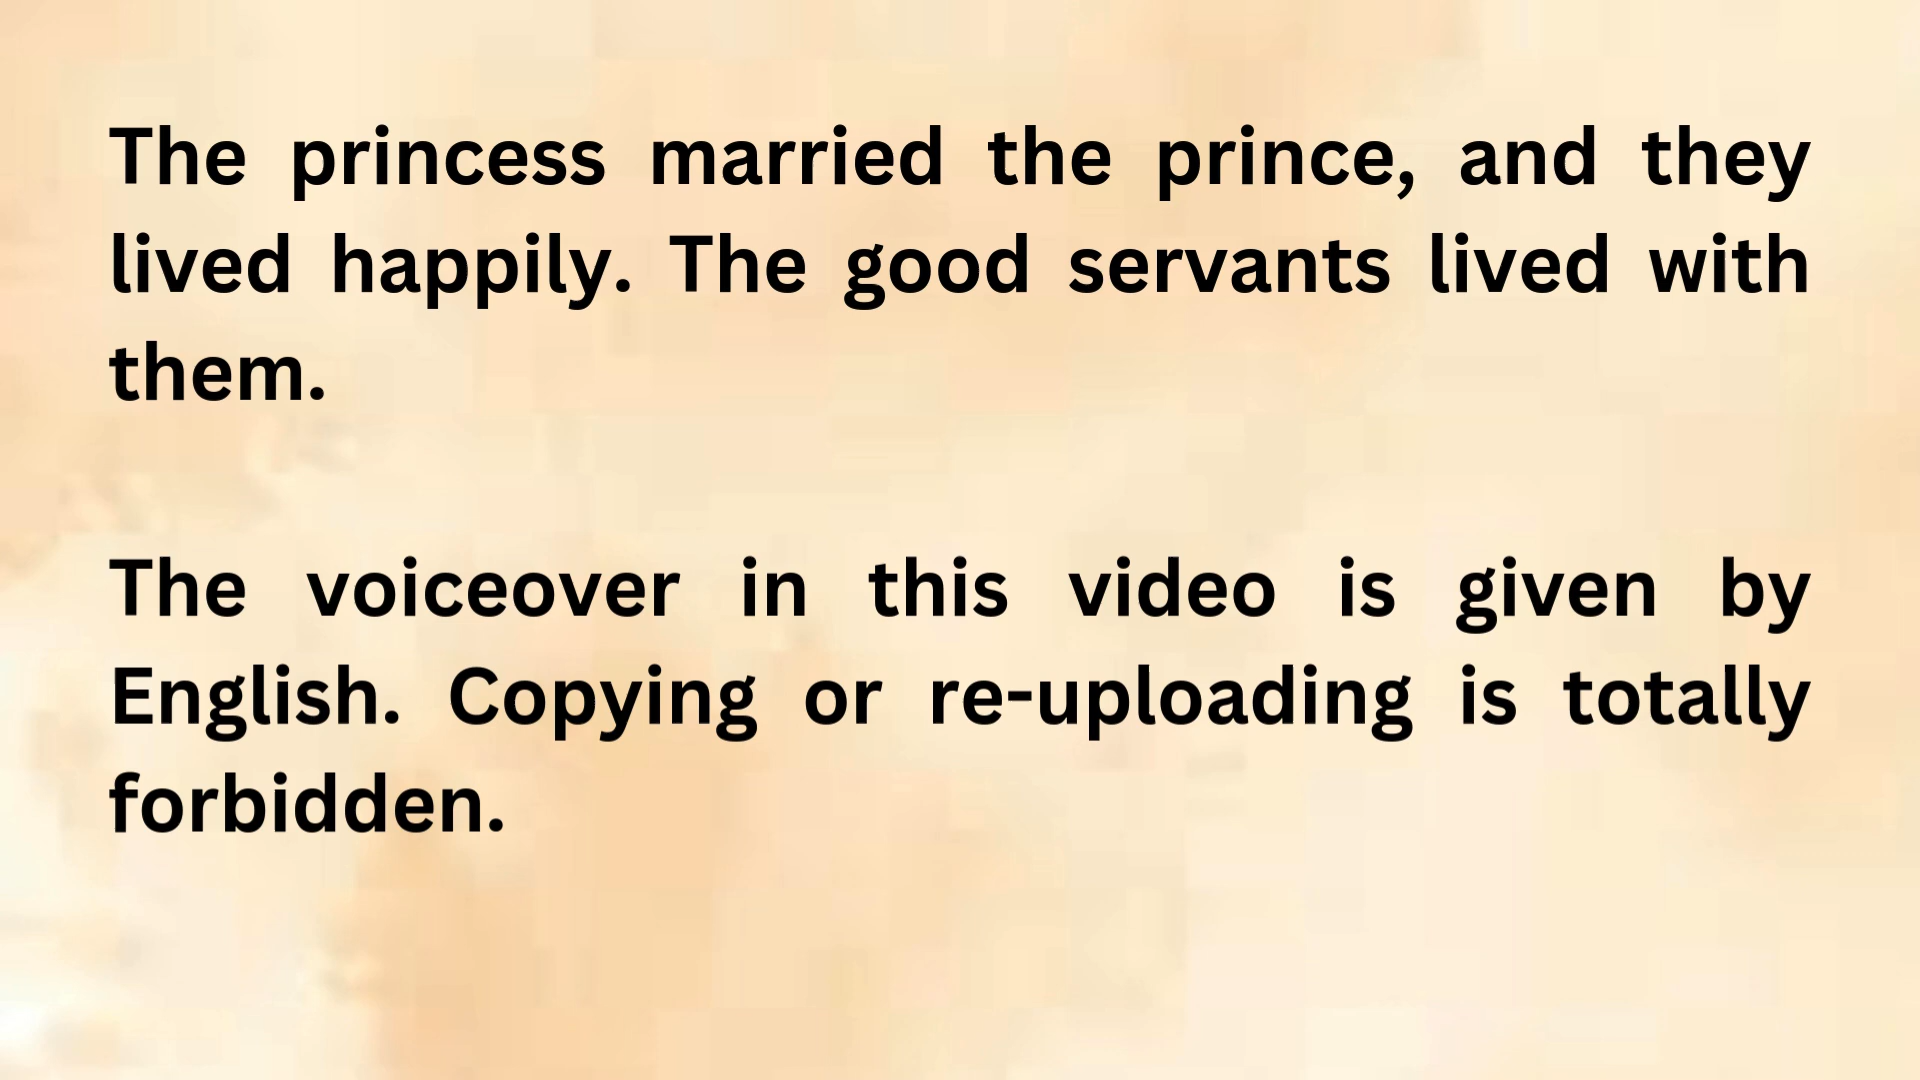 The princess married the prince, and they
lived happily. The good servants lived with
them.
The voiceover in this video is given by
English. Copying or re-uploading is totally
forbidden.